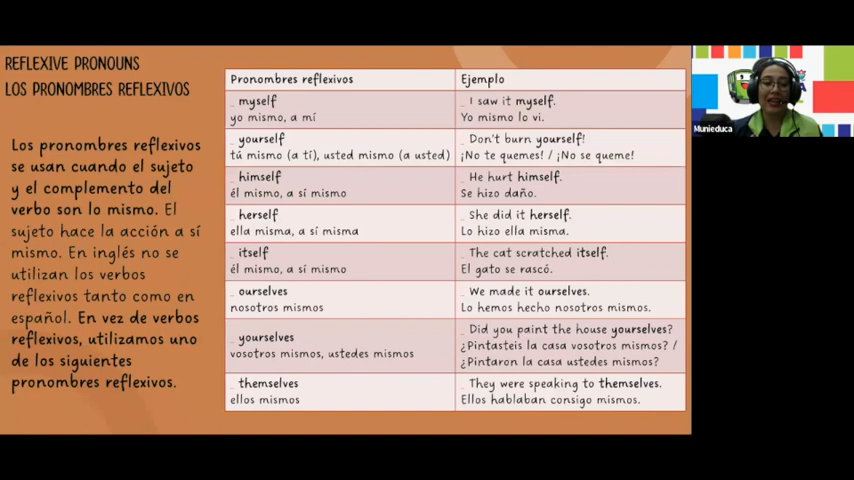 REFLEXIVE PRONOUNS
LOS PRONOMBRES REFLEXIVOS
Los pronombres reflexivos
se usan cuando el sujeto
y el complemento del
verbo son lo mismo. El
sujeto hace la acción a sí
mismo. En inglés no se
utilizan los verbos
reflexivos tanto como en
español. En vez de verbos
reflexivos, utilizamos uno
de los siguientes
pronombres reflexivos.
Pronombres reflexivos
Ejemplo
myself
yo mismo, a mí
I saw it myself.
Yo mismo lo vi.
yourself
tú mismo (a tí), usted mismo (a usted)
Don't burn yourself!
¡No te quemes! / ¡No se queme!
himself
él mismo, a sí mismo
He hurt himself.
Se hizo daño.
herself
ella misma, a sí misma
She did it herself.
Lo hizo ella misma.
itself
él mismo, a sí mismo
The cat scratched itself.
El gato se rascó.
ourselves
nosotros mismos
We made it ourselves.
Lo hemos hecho nosotros mismos.
yourselves
vosotros mismos, ustedes mismos
Did you paint the house yourselves?
¿Pintasteis la casa vosotros mismos? /
¿Pintaron la casa ustedes mismos?
themselves
ellos mismos
They were speaking to themselves.
Ellos hablaban consigo mismos.
Munieduca